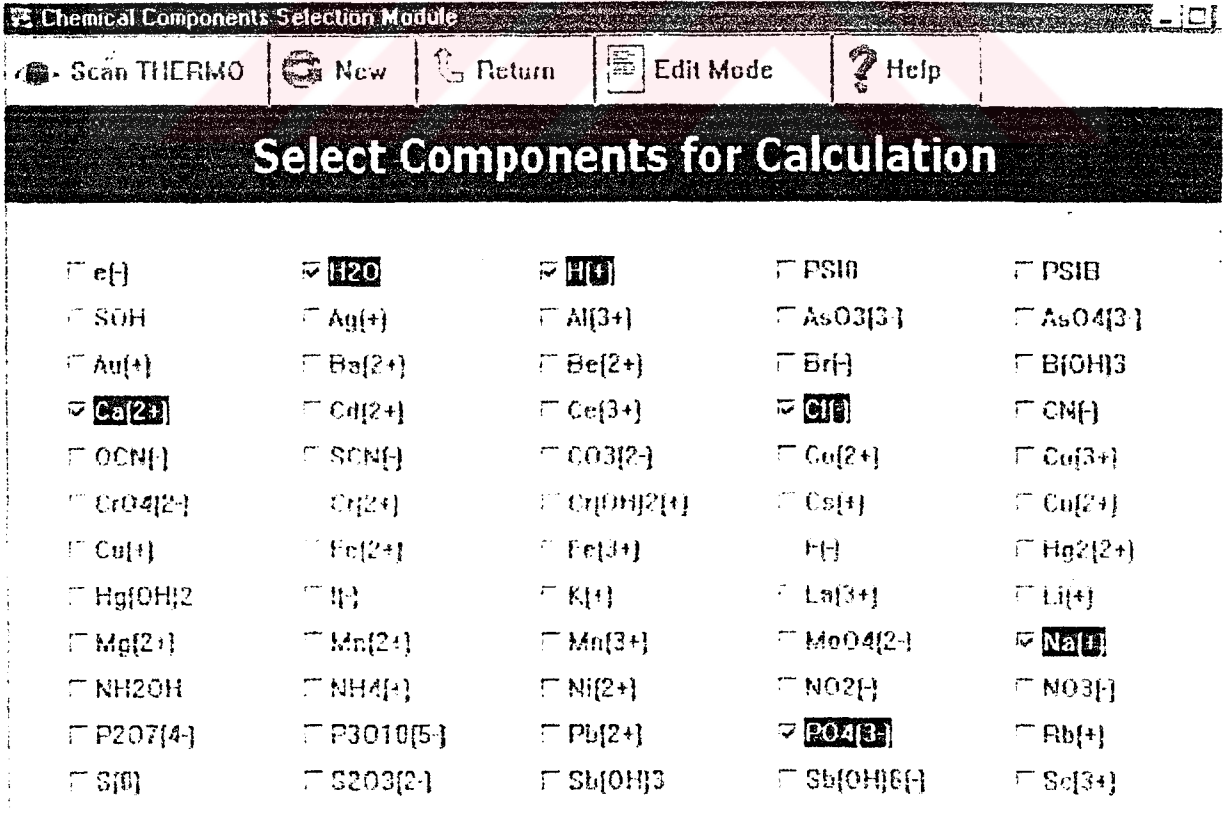 Chemical Components Selection Module
Scan THERMO New Return Edit Mode Help
Select Components for Calculation
e(-) H2O H(+) PSI0 PSIB
SOH Ag(+) Al(3+) AsO3(3-) AsO4(3-)
Au(+) Ba(2+) Be(2+) Br(-) B(OH)3
Ca(2+) Cd(2+) Ce(3+) Cl(-) CN(-)
OCN(-) SCN(-) CO3(2-) Co(2+) Co(3+)
CrO4(2-) Cr(2+) Cr(OH)2(+) Cs(+) Cu(2+)
Cu(+) Fe(2+) Fe(3+) F(-) Hg2(2+)
Hg(OH)2 I(-) K(+) La(3+) Li(+)
Mg(2+) Mn(2+) Mn(3+) MoO4(2-) Na(+)
NH2OH NH4(+) Ni(2+) NO2(-) NO3(-)
P2O7(4-) P3O10(5-) Pb(2+) PO4(3-) Rb(+)
S(0) S2O3(2-) Sb(OH)3 Sb(OH)6(-) Sc(3+)